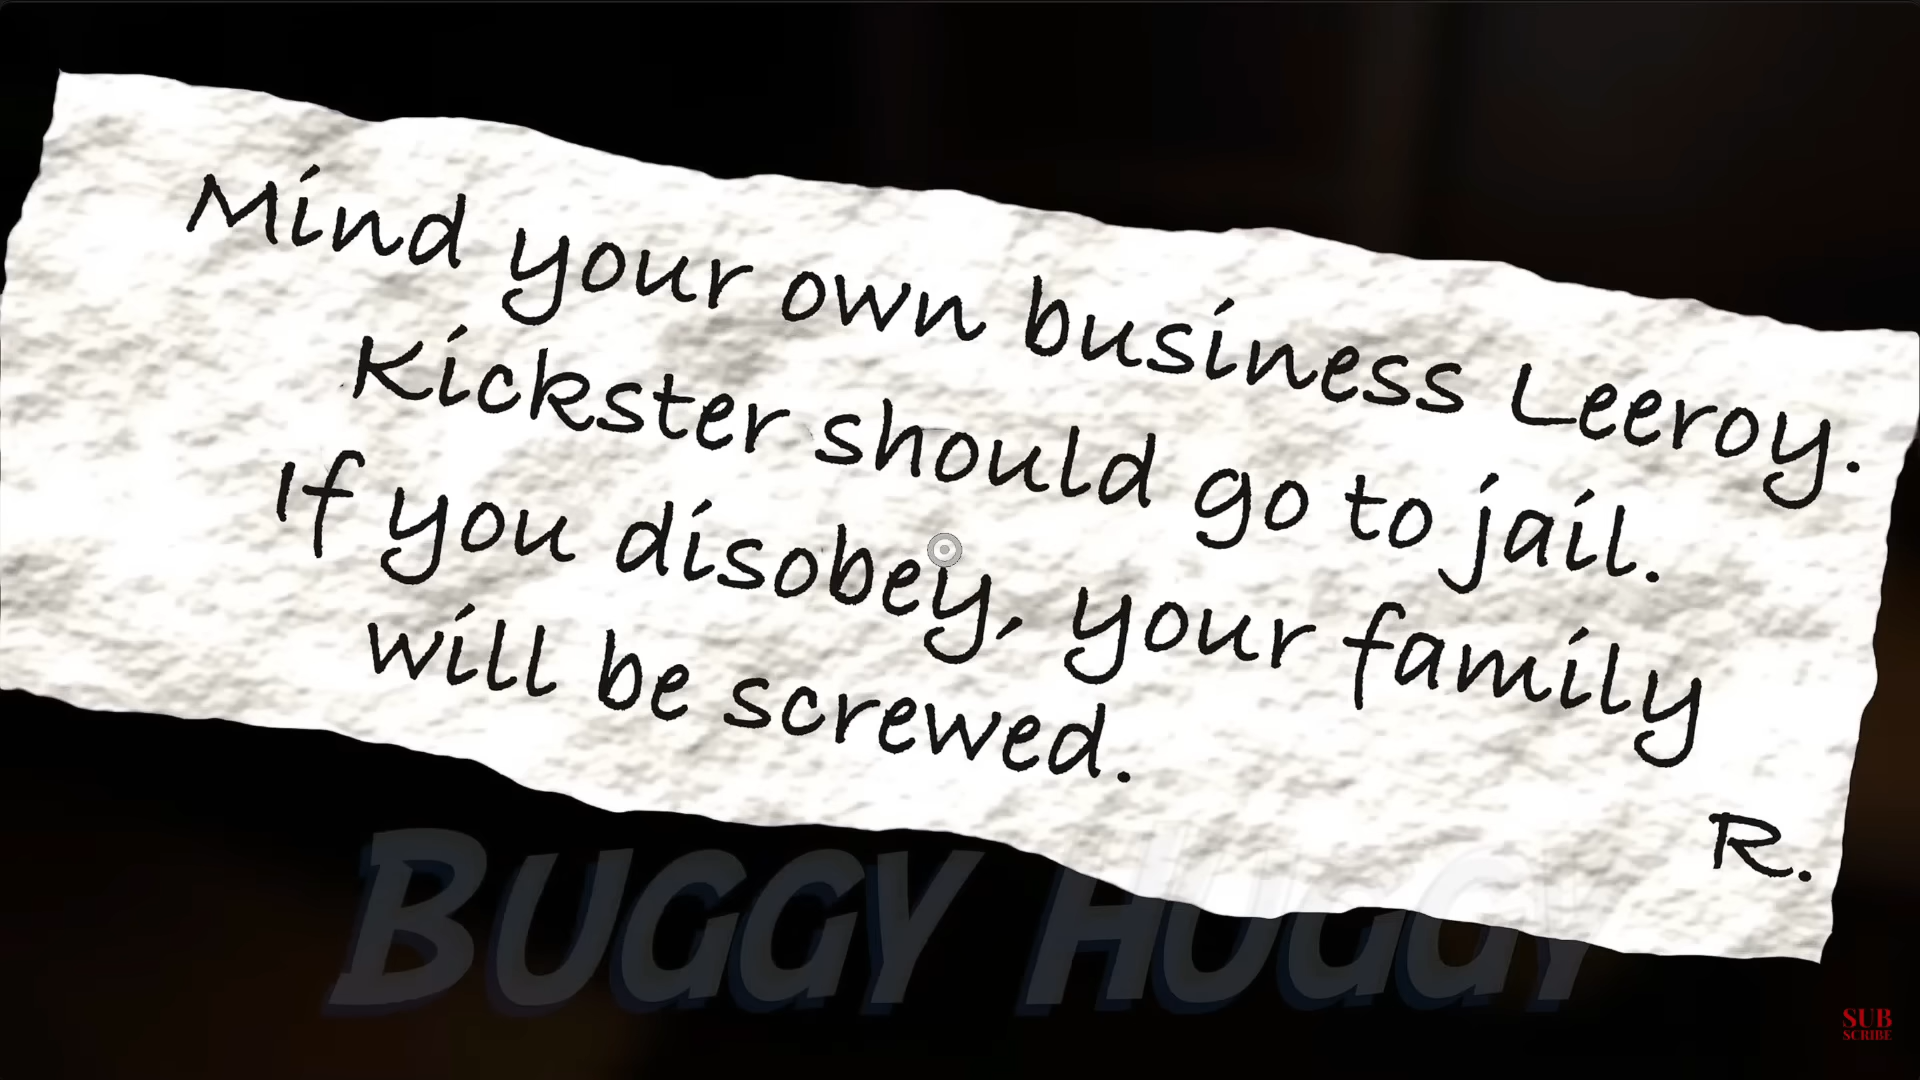 Mind your own business Leeroy.
Kickster should go to jail.
If you disobey, your family
will be screwed.
R.
BUGGY HUGGY
SUB
SCRIBE